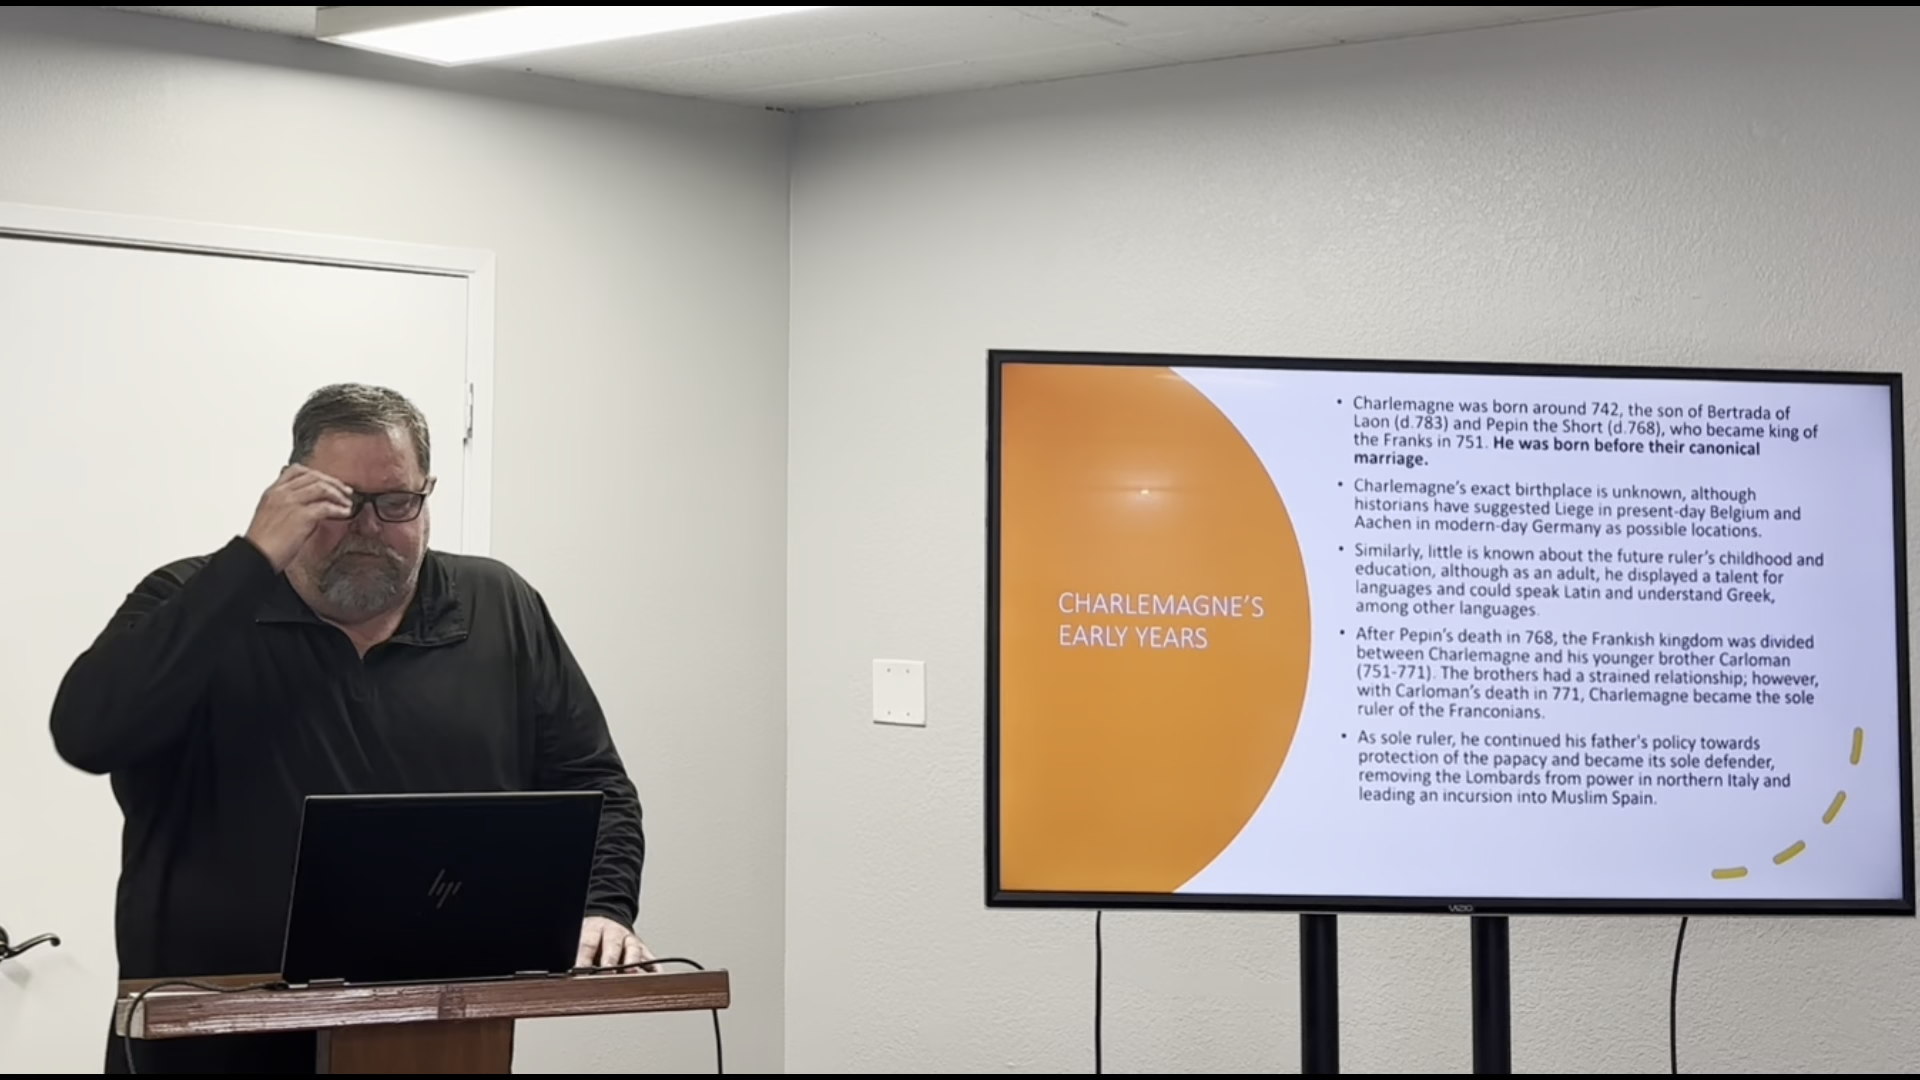 CHARLEMAGNE'S
EARLY YEARS
• Charlemagne was born around 742, the son of Bertrada of
Laon (d.783) and Pepin the Short (d.768), who became king of
the Franks in 751. He was born before their canonical
marriage.
• Charlemagne's exact birthplace is unknown, although
historians have suggested Liege in present-day Belgium and
Aachen in modern-day Germany as possible locations.
• Similarly, little is known about the future ruler's childhood and
education, although as an adult, he displayed a talent for
languages and could speak Latin and understand Greek,
among other languages.
• After Pepin's death in 768, the Frankish kingdom was divided
between Charlemagne and his younger brother Carloman
(751-771). The brothers had a strained relationship; however,
with Carloman's death in 771, Charlemagne became the sole
ruler of the Franconians.
• As sole ruler, he continued his father's policy towards
protection of the papacy and became its sole defender,
removing the Lombards from power in northern Italy and
leading an incursion into Muslim Spain.
VIZIO
hp